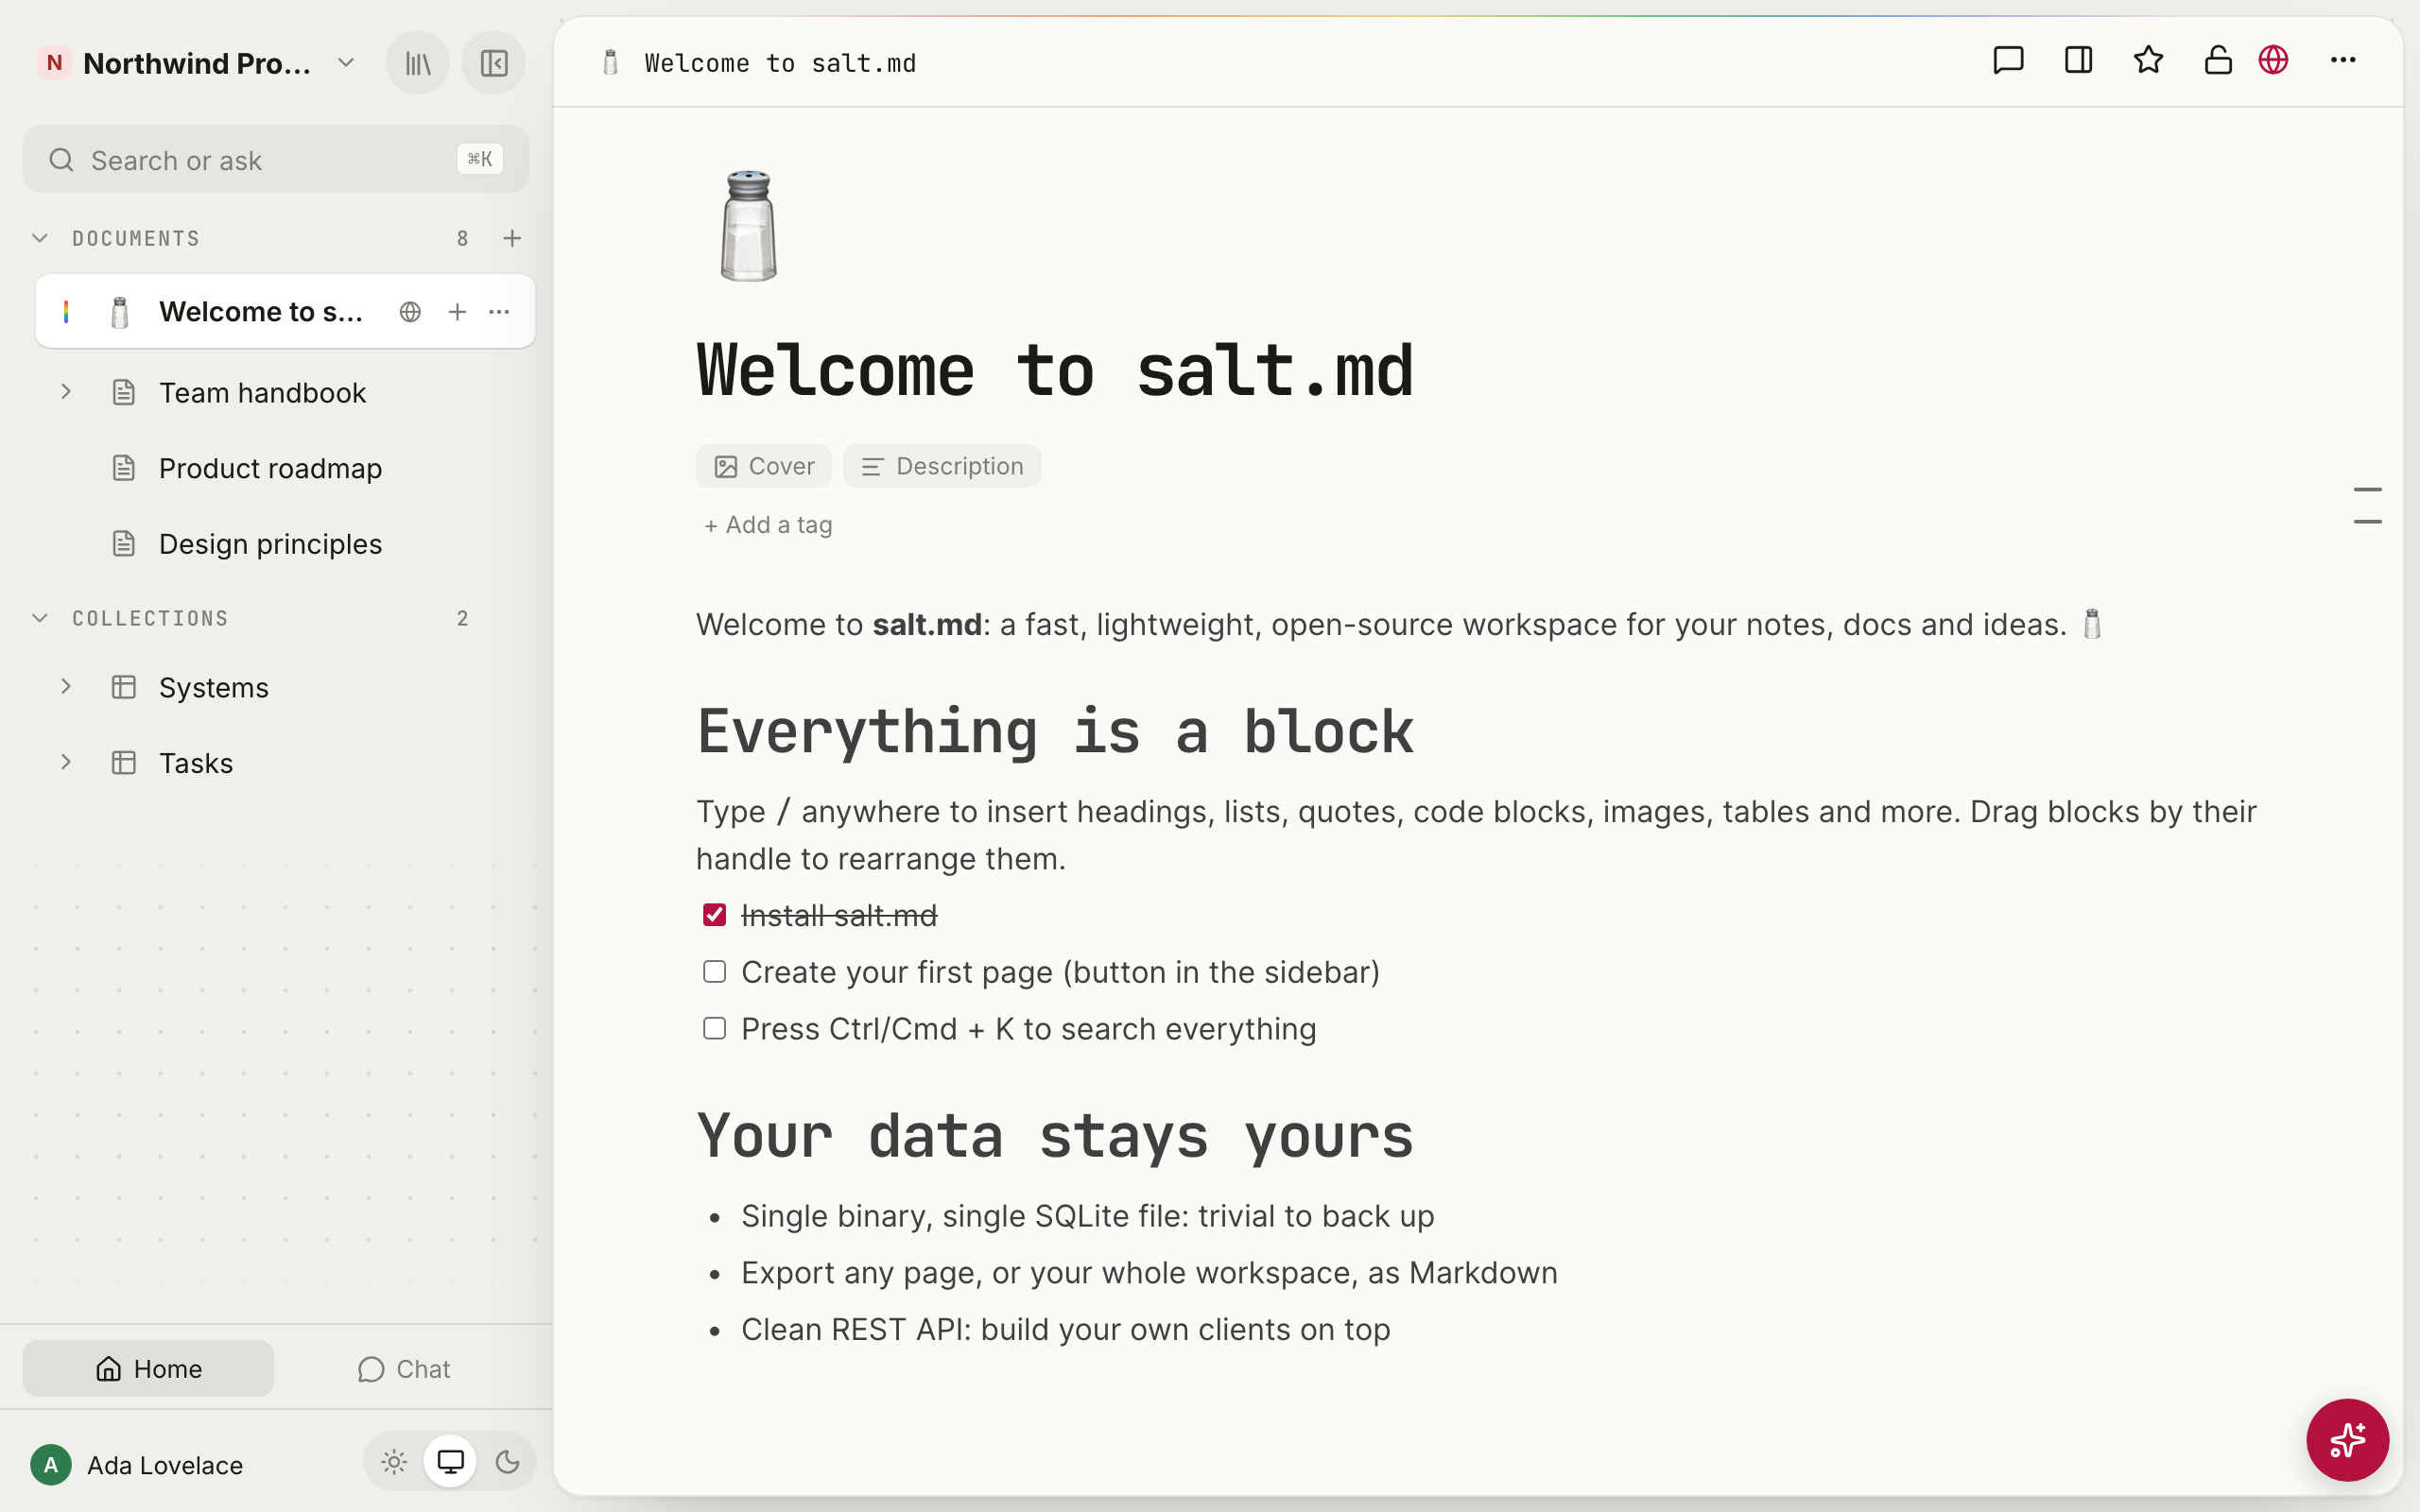 N Northwind Pro...
Search or ask ⌘K
DOCUMENTS 8
Welcome to s...
Team handbook
Product roadmap
Design principles
COLLECTIONS 2
Systems
Tasks
Home
Chat
A Ada Lovelace
Welcome to salt.md
Welcome to salt.md
Cover
Description
+ Add a tag
Welcome to salt.md: a fast, lightweight, open-source workspace for your notes, docs and ideas.
Everything is a block
Type / anywhere to insert headings, lists, quotes, code blocks, images, tables and more. Drag blocks by their
handle to rearrange them.
Install salt.md
Create your first page (button in the sidebar)
Press Ctrl/Cmd + K to search everything
Your data stays yours
• Single binary, single SQLite file: trivial to back up
• Export any page, or your whole workspace, as Markdown
• Clean REST API: build your own clients on top